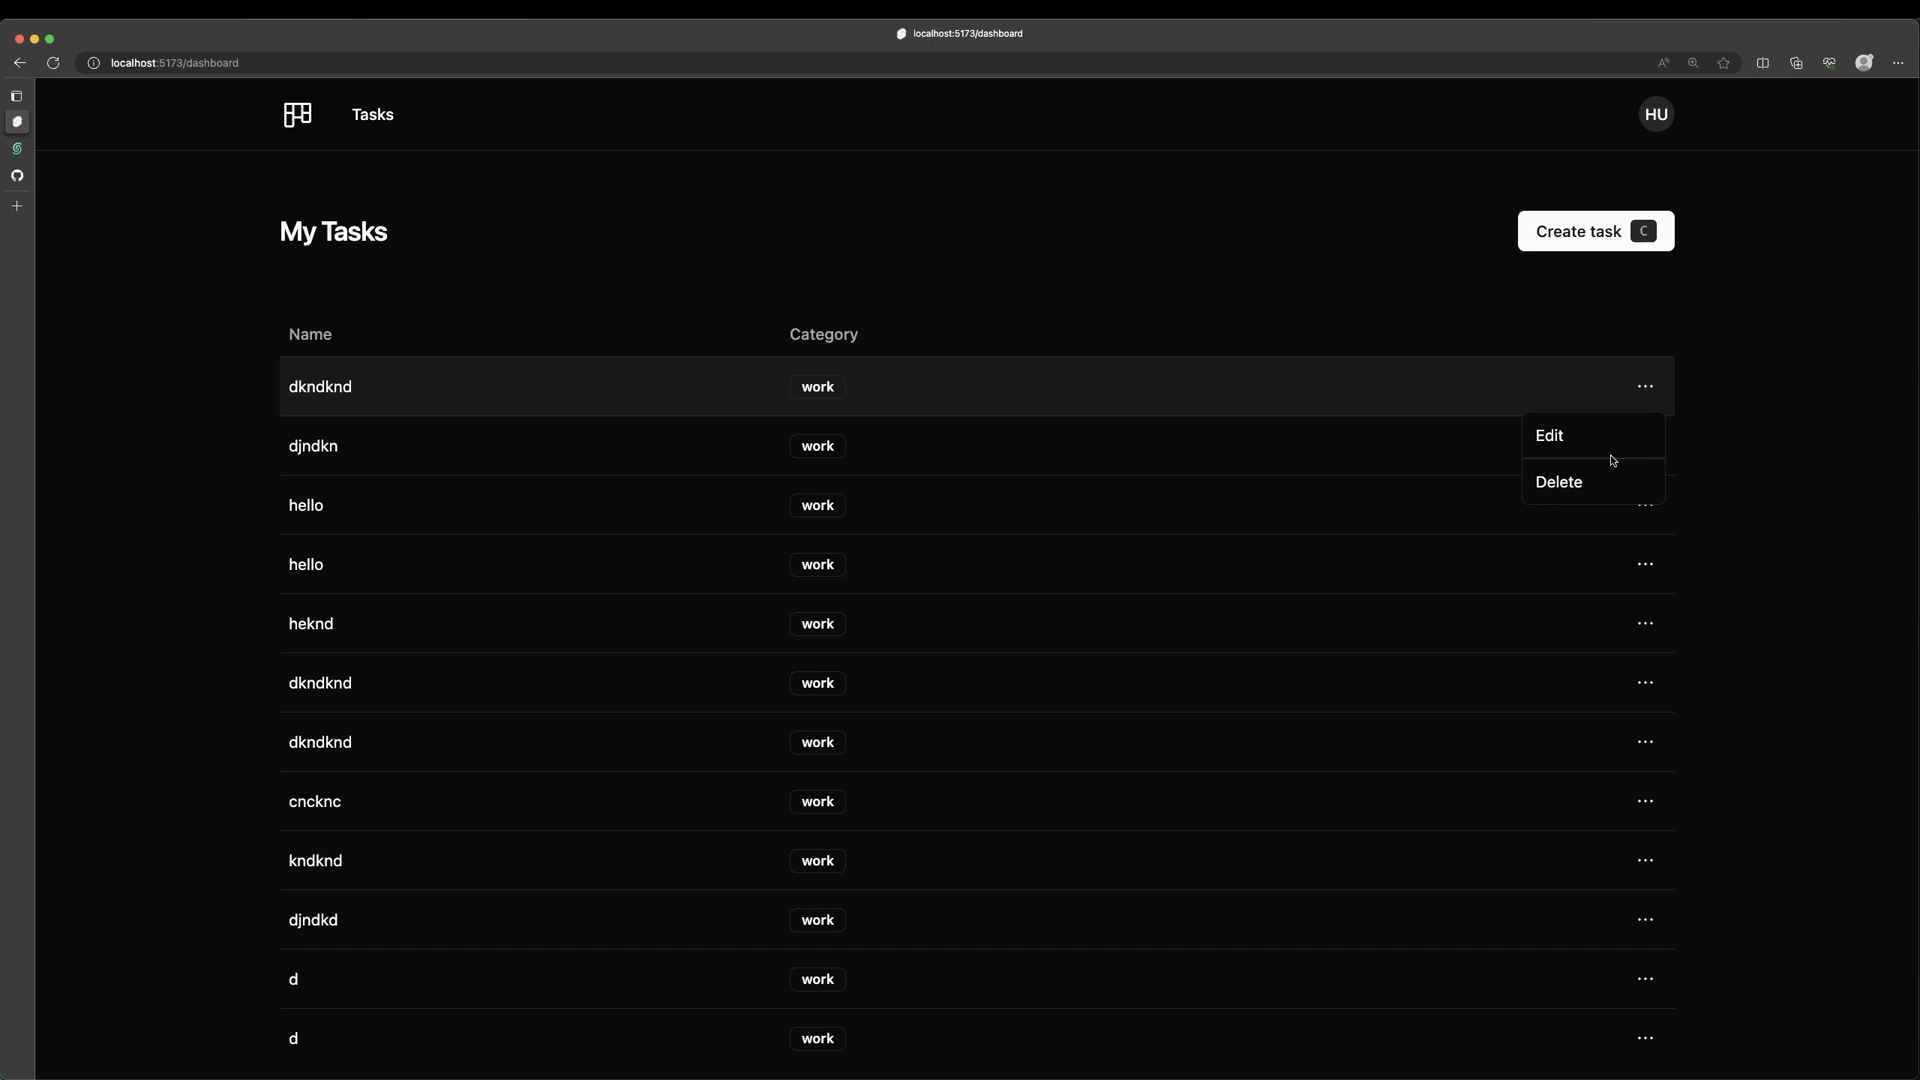 localhost:5173/dashboard
localhost:5173/dashboard
Tasks
HU
My Tasks
Create task C
Name Category
dkndknd work
Edit
djndkn work
Delete
hello work
hello work
heknd work
dkndknd work
dkndknd work
cncknc work
kndknd work
djndkd work
d work
d work